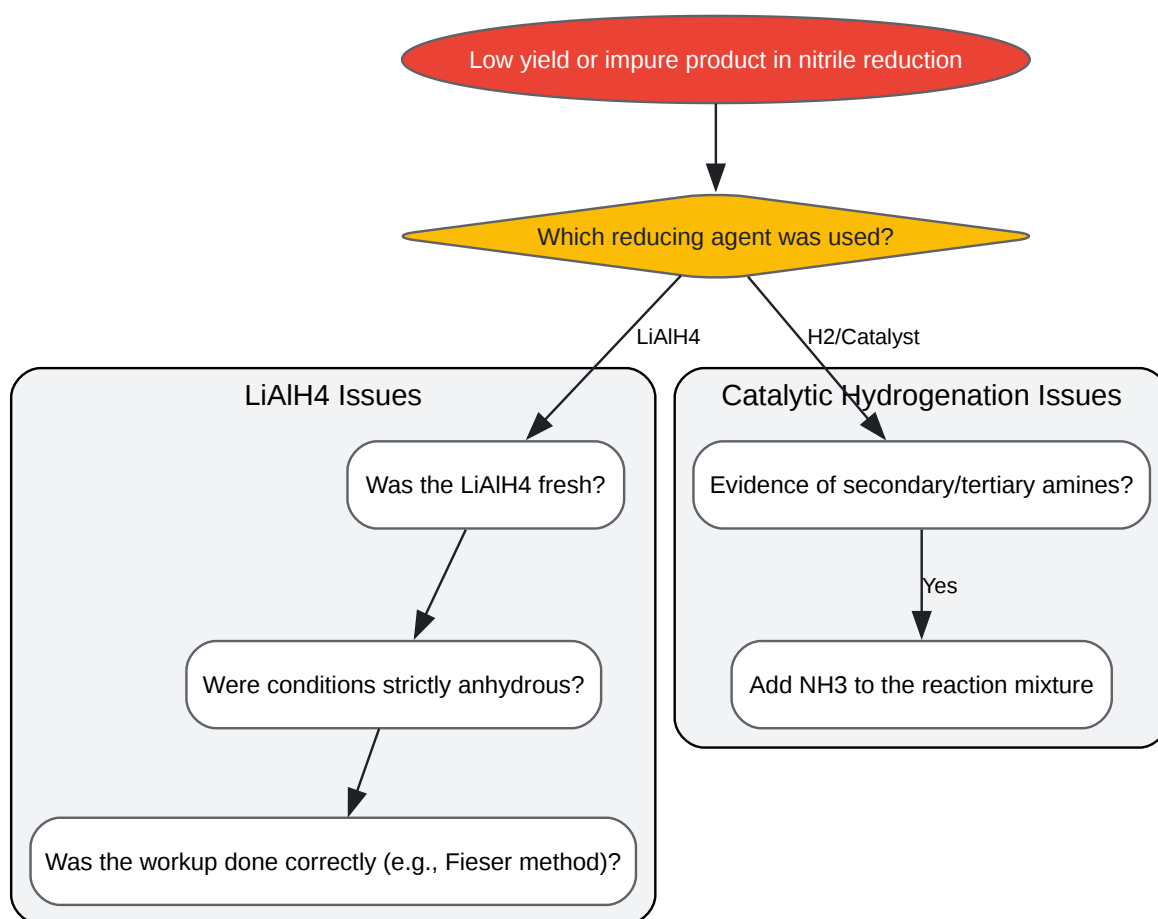 Low yield or impure product in nitrile reduction
Which reducing agent was used?
LiAlH4
H2/Catalyst
LiAlH4 Issues
Catalytic Hydrogenation Issues
Was the LiAlH4 fresh?
Evidence of secondary/tertiary amines?
Yes
Were conditions strictly anhydrous?
Add NH3 to the reaction mixture
Was the workup done correctly (e.g., Fieser method)?